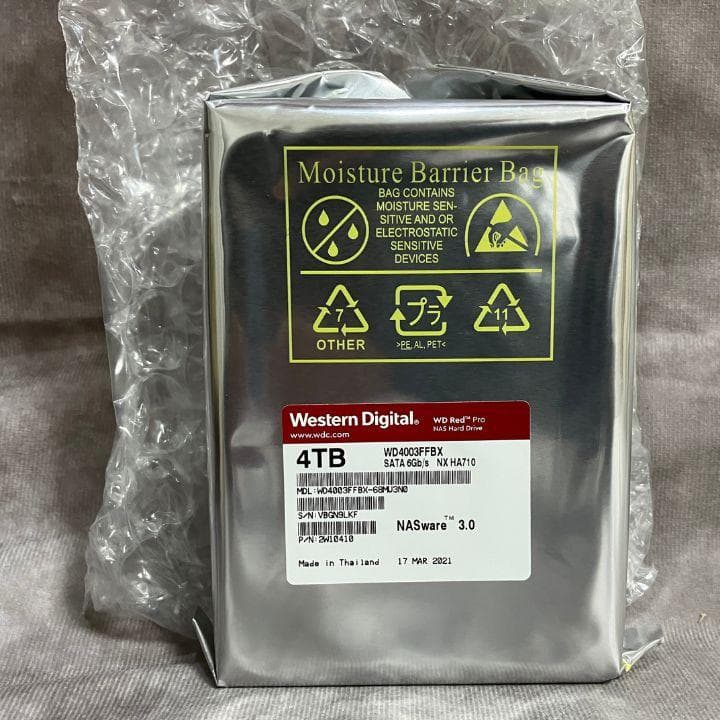 Moisture Barrier Bag
BAG CONTAINS
MOISTURE SEN-
SITIVE AND OR
ELECTROSTATIC
SENSITIVE
DEVICES
7
プラ
11
OTHER
>PE, AL, PET<
Western Digital®
WD Red™ Pro
www.wdc.com
NAS Hard Drive
4TB
WD4003FFBX
SATA 6Gb/s NX HA710
MDL:WD4003FFBX-68MU3N0
S/N:VBGN9LKF
NASware™ 3.0
P/N:2W10410
Made in Thailand 17 MAR 2021